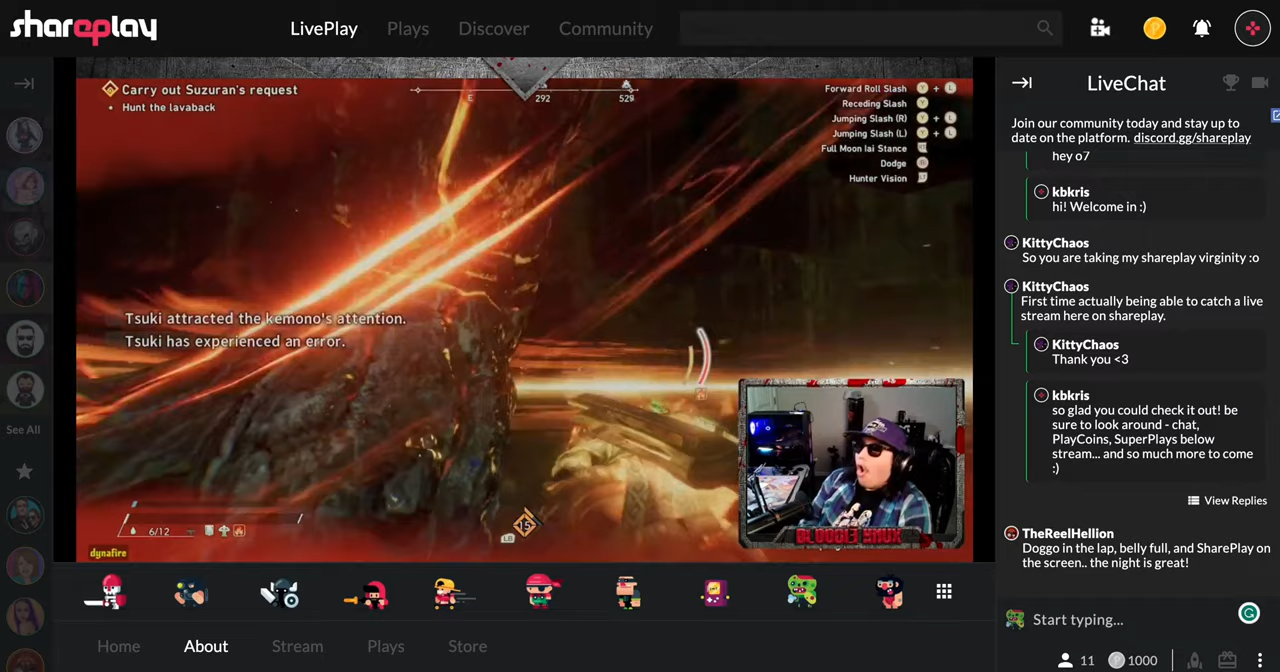 shareplay
LivePlay
Plays
Discover
Community
Carry out Suzuran's request
Hunt the lavaback
E
292
529
Forward Roll Slash Y + L
Receding Slash Y
Jumping Slash (R) Y + L
Jumping Slash (L) Y + L
Full Moon Iai Stance
Dodge
Hunter Vision
Tsuki attracted the kemono's attention.
Tsuki has experienced an error.
6/12
15
LB
dynafire
See All
Home
About
Stream
Plays
Store
LiveChat
Join our community today and stay up to
date on the platform. discord.gg/shareplay
hey o7
kbkris
hi! Welcome in :)
KittyChaos
So you are taking my shareplay virginity :o
KittyChaos
First time actually being able to catch a live
stream here on shareplay.
KittyChaos
Thank you <3
kbkris
so glad you could check it out! be
sure to look around - chat,
PlayCoins, SuperPlays below
stream... and so much more to come
:)
View Replies
TheReelHellion
Doggo in the lap, belly full, and SharePlay on
the screen.. the night is great!
Start typing...
11
1000